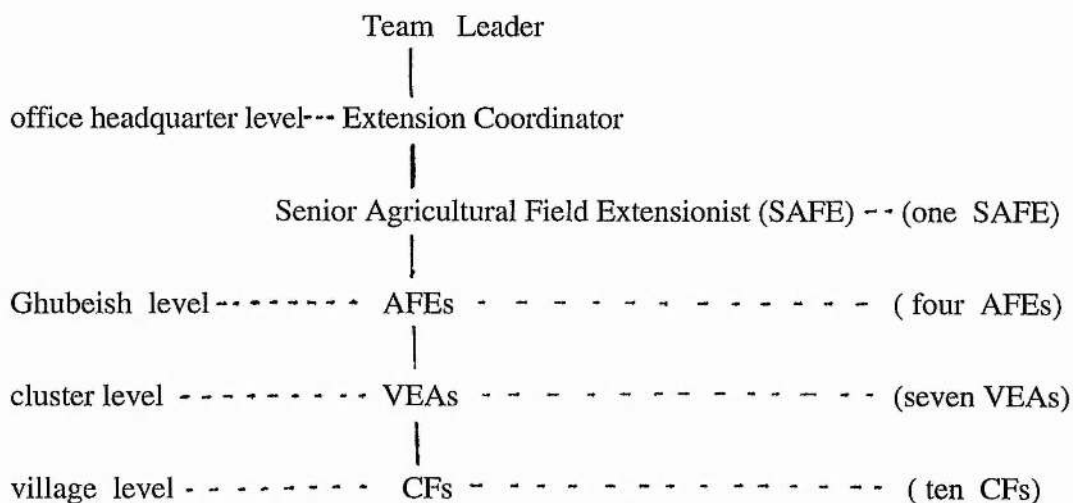 Team Leader
office headquarter level--- Extension Coordinator
Senior Agricultural Field Extensionist (SAFE) -- (one SAFE)
Ghubeish level -------- AFEs - - - - - - - - - - ( four AFEs)
cluster level --------- VEAs - - - - - - - - - - (seven VEAs)
village level - - - - - - - - CFs - - - - - - - - - - - ( ten CFs)